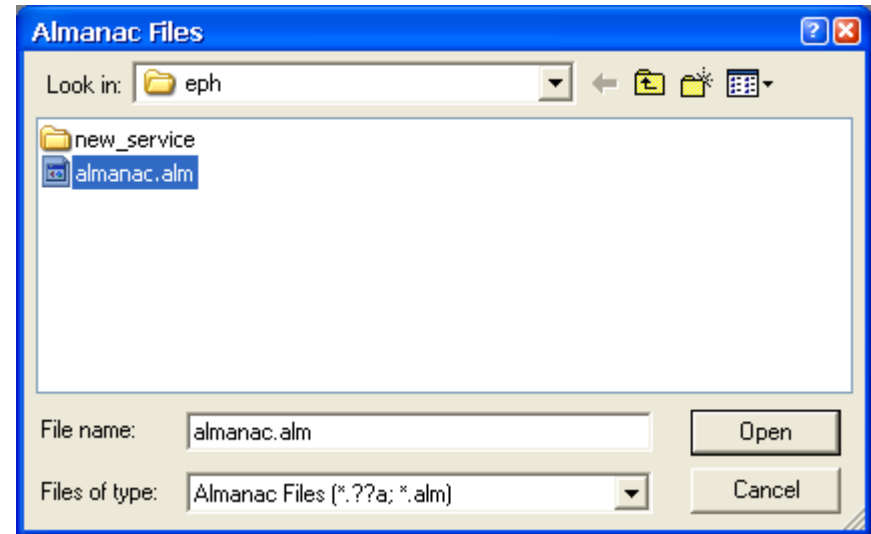 Almanac Files
Look in: eph
new_service
almanac.alm
File name: almanac.alm Open
Files of type: Almanac Files (*.??a; *.alm) Cancel